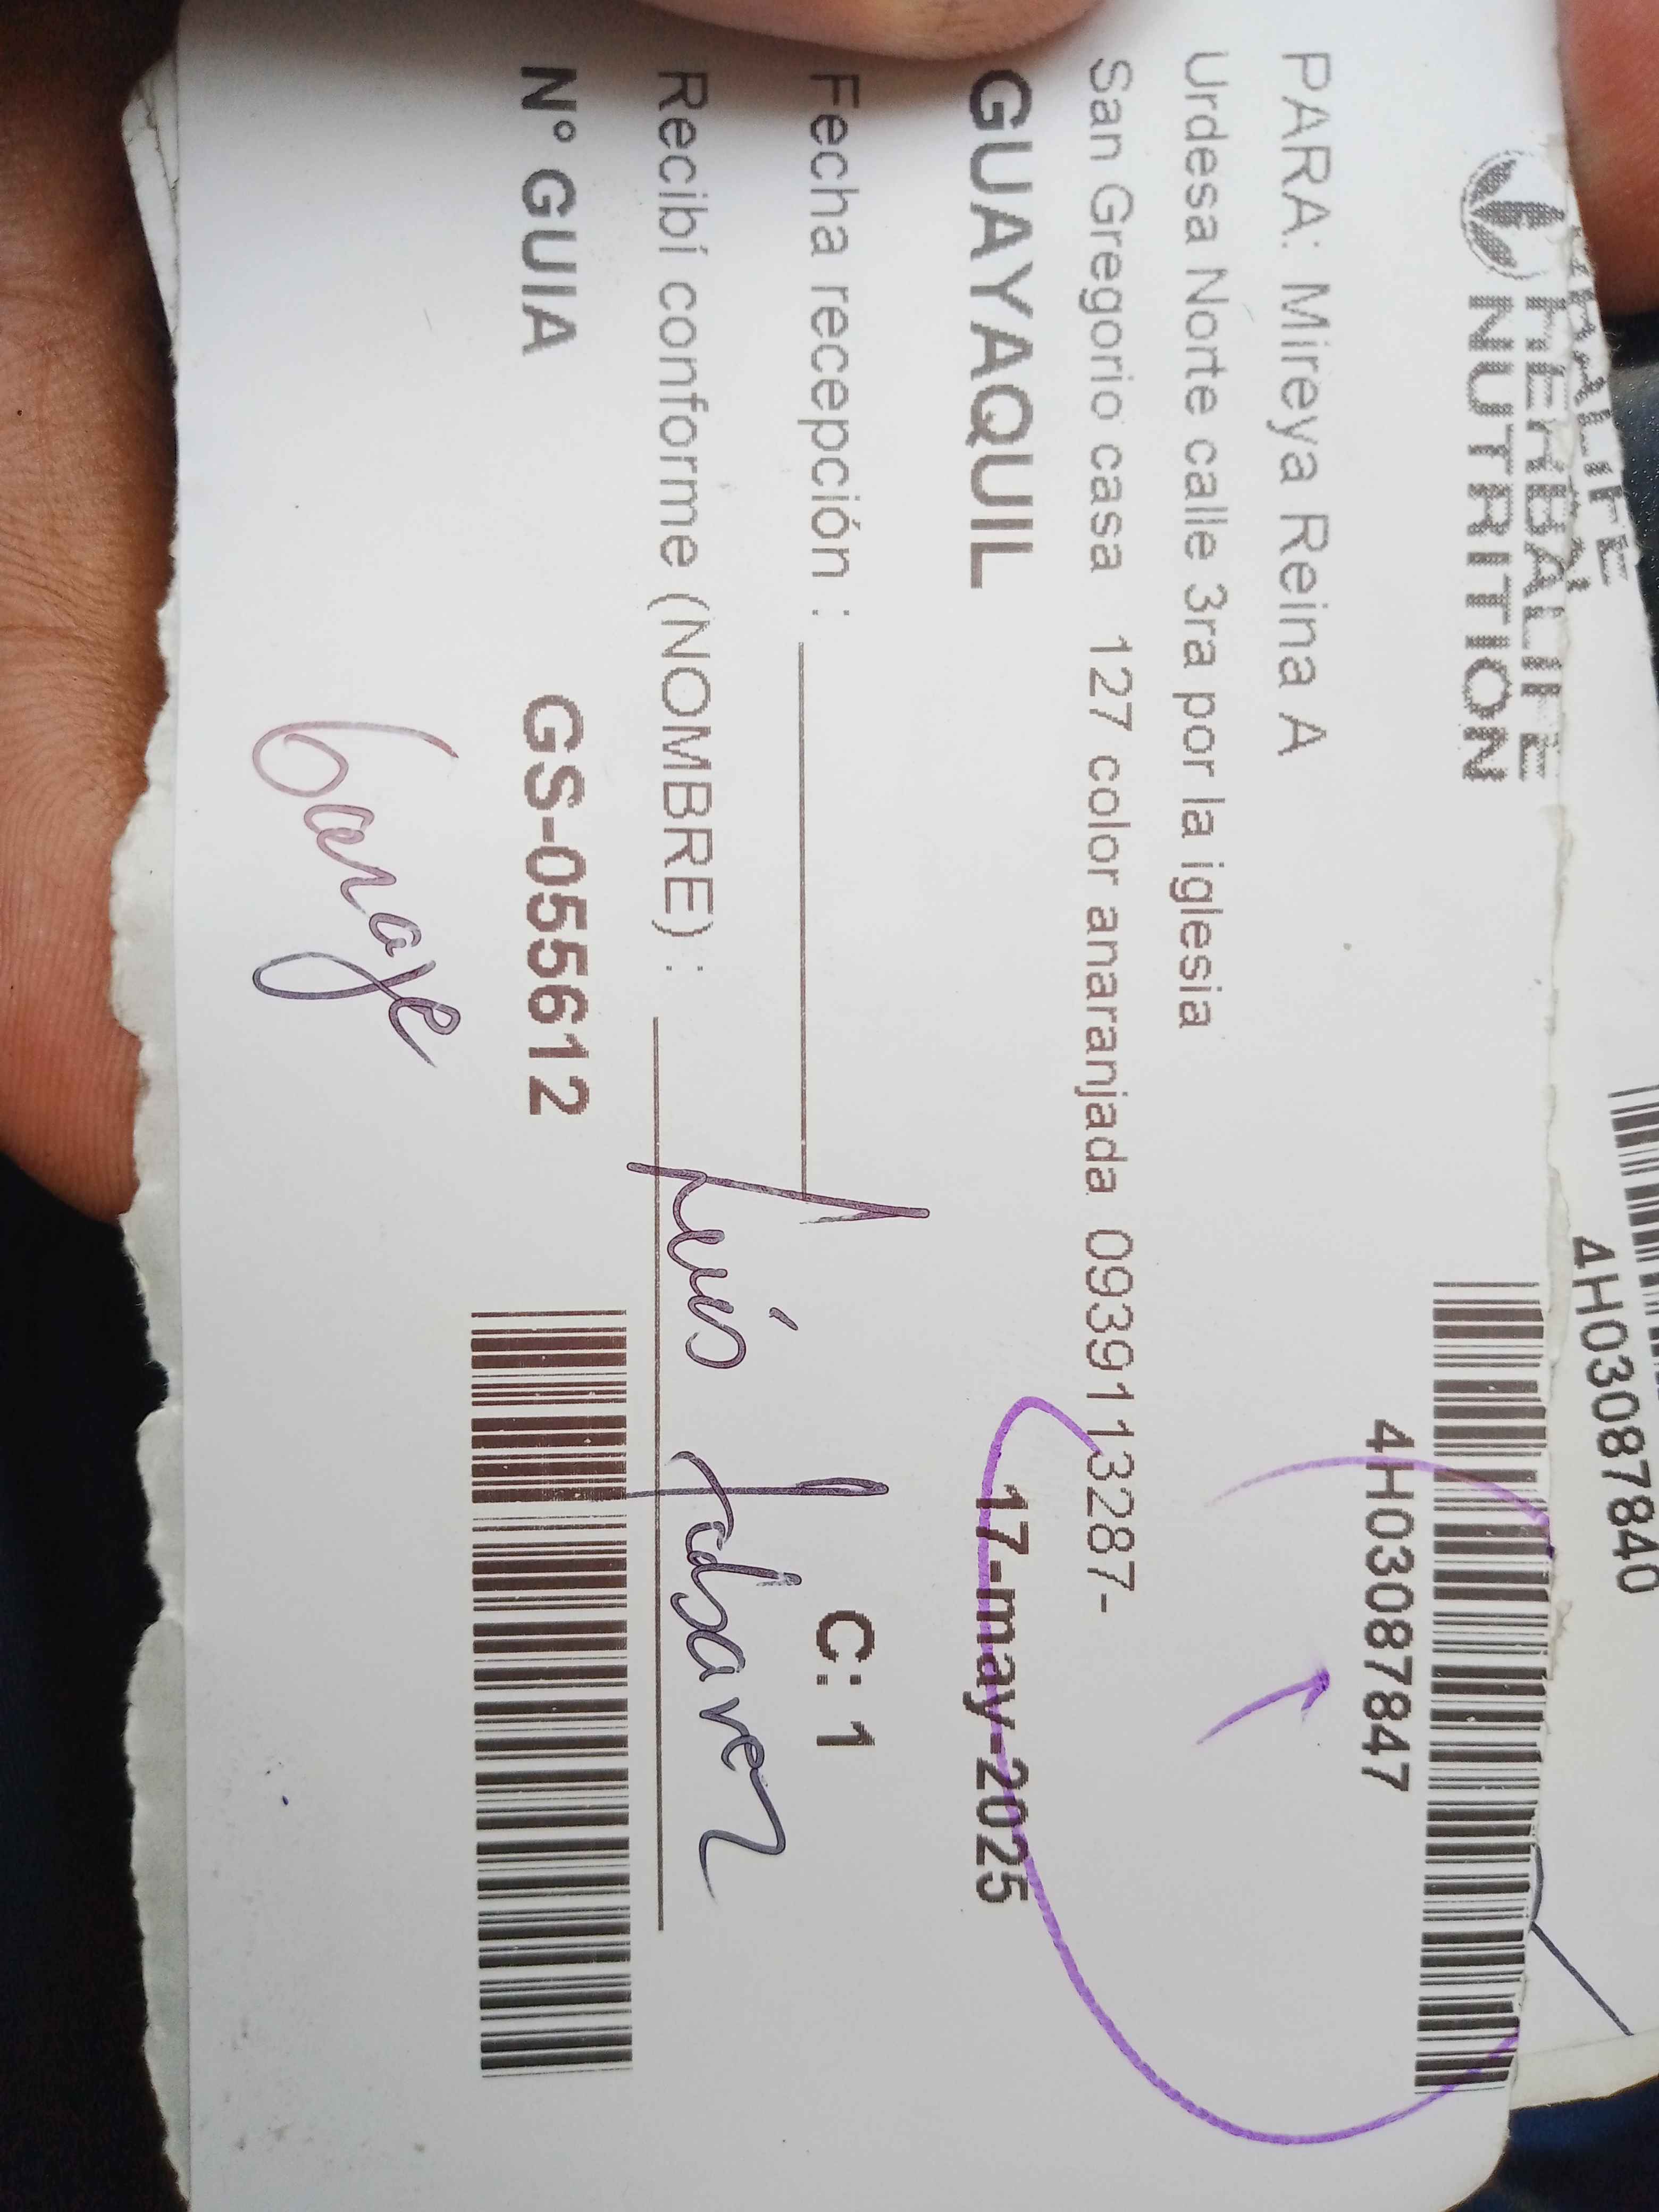 HERBALIFE
NUTRITION
4H03087840
4H03087847
PARA: Mireya Reina A
Urdesa Norte calle 3ra por la iglesia
San Gregorio casa 127 color anaranjada 0939113287-
GUAYAQUIL 17-may-2025
Fecha recepción :
C: 1
Recibí conforme (NOMBRE) : Luis
N° GUIA GS-055612